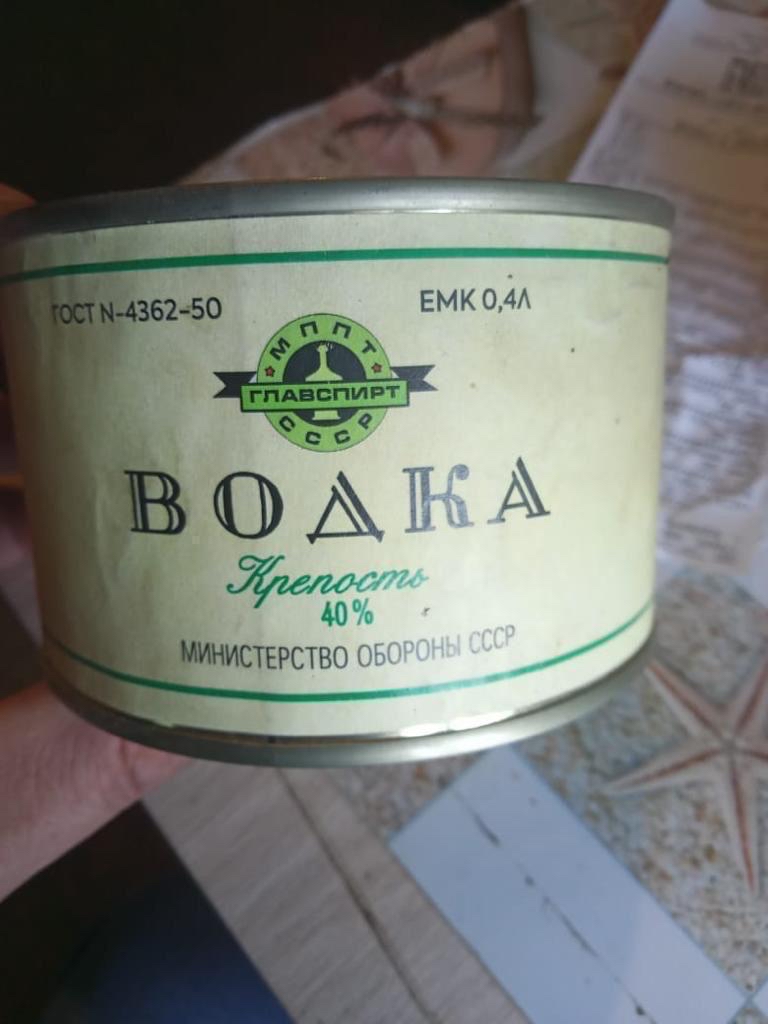 ГОСТ N-4362-50
ЕМК 0,4Л
МППТ
ГЛАВСПИРТ
СССР
ВОДКА
Крепость
40%
МИНИСТЕРСТВО ОБОРОНЫ СССР